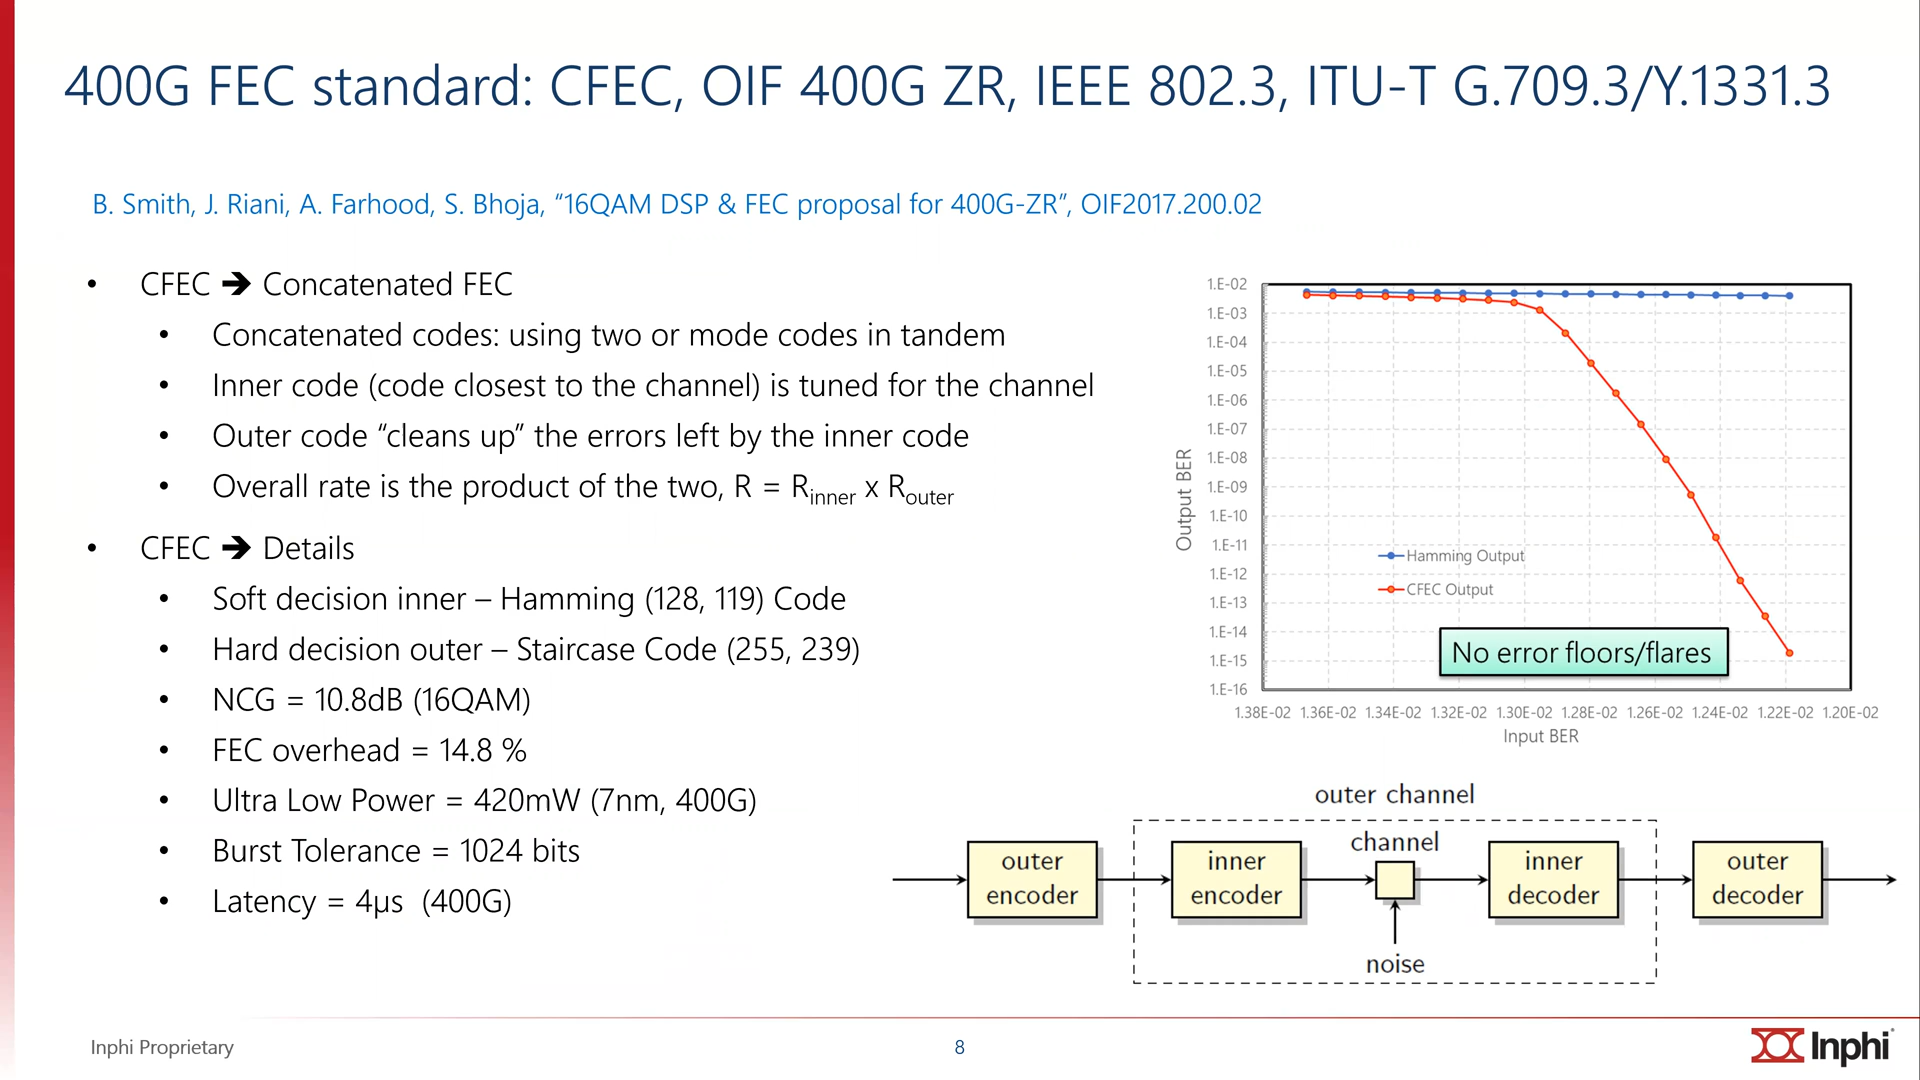 400G FEC standard: CFEC, OIF 400G ZR, IEEE 802.3, ITU-T G.709.3/Y.1331.3
B. Smith, J. Riani, A. Farhood, S. Bhoja, “16QAM DSP & FEC proposal for 400G-ZR”, OIF2017.200.02
• CFEC ➔ Concatenated FEC
• Concatenated codes: using two or mode codes in tandem
• Inner code (code closest to the channel) is tuned for the channel
• Outer code “cleans up” the errors left by the inner code
• Overall rate is the product of the two, R = Rinner x Router
• CFEC ➔ Details
• Soft decision inner – Hamming (128, 119) Code
• Hard decision outer – Staircase Code (255, 239)
• NCG = 10.8dB (16QAM)
• FEC overhead = 14.8 %
• Ultra Low Power = 420mW (7nm, 400G)
• Burst Tolerance = 1024 bits
• Latency = 4µs (400G)
Output BER
1.E-02
1.E-03
1.E-04
1.E-05
1.E-06
1.E-07
1.E-08
1.E-09
1.E-10
1.E-11
1.E-12
1.E-13
1.E-14
1.E-15
1.E-16
Hamming Output
CFEC Output
No error floors/flares
1.38E-02 1.36E-02 1.34E-02 1.32E-02 1.30E-02 1.28E-02 1.26E-02 1.24E-02 1.22E-02 1.20E-02
Input BER
outer channel
channel
outer
encoder
inner
encoder
inner
decoder
outer
decoder
noise
Inphi Proprietary
8
Inphi